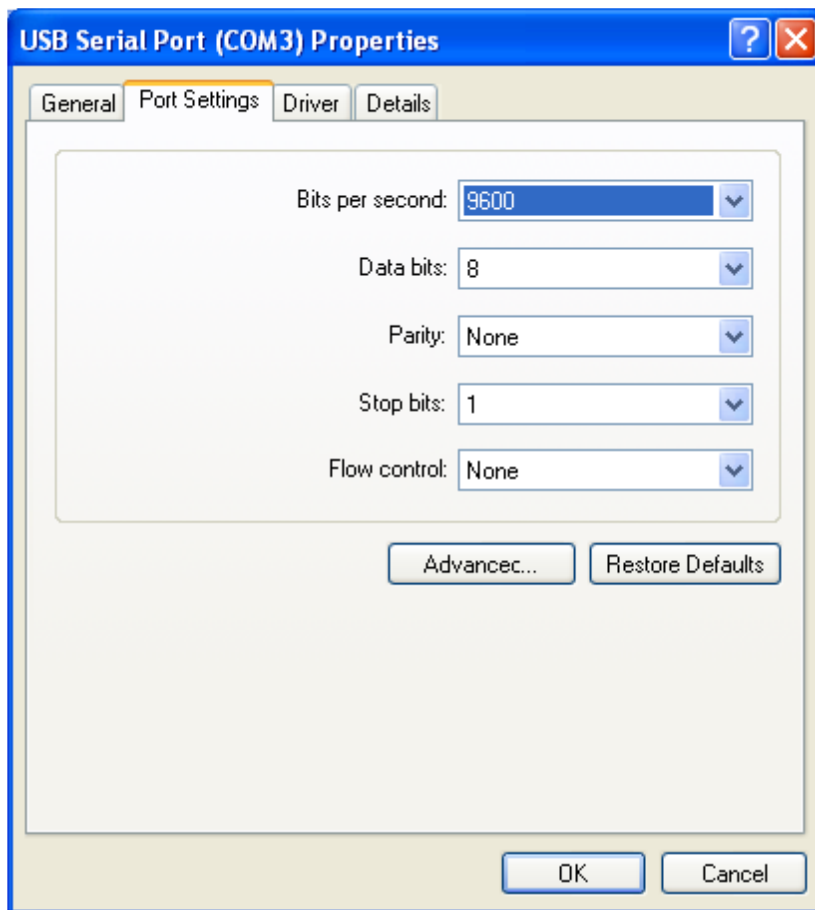 USB Serial Port (COM3) Properties
General Port Settings Driver Details
Bits per second: 9600
Data bits: 8
Parity: None
Stop bits: 1
Flow control: None
Advancec... Restore Defaults
OK Cancel